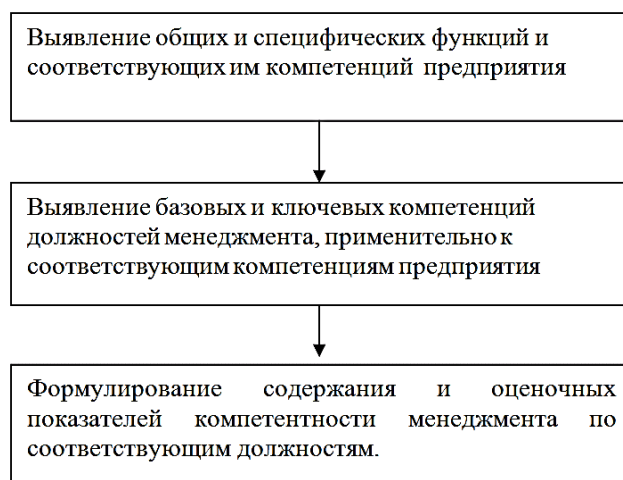 Выявление общих и специфических функций и
соответствующих им компетенций предприятия
Выявление базовых и ключевых компетенций
должностей менеджмента, применительно к
соответствующим компетенциям предприятия
Формулирование содержания и оценочных
показателей компетентности менеджмента по
соответствующим должностям.